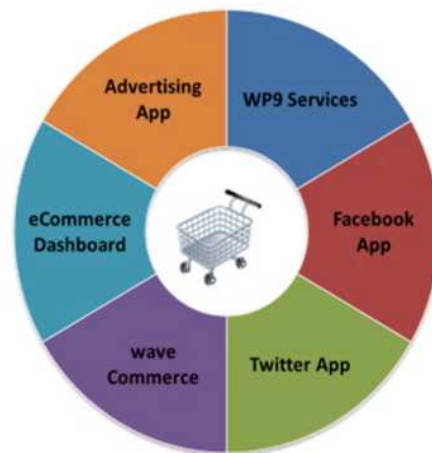 Advertising
App
WP9 Services
eCommerce
Dashboard
Facebook
App
wave
Commerce
Twitter App